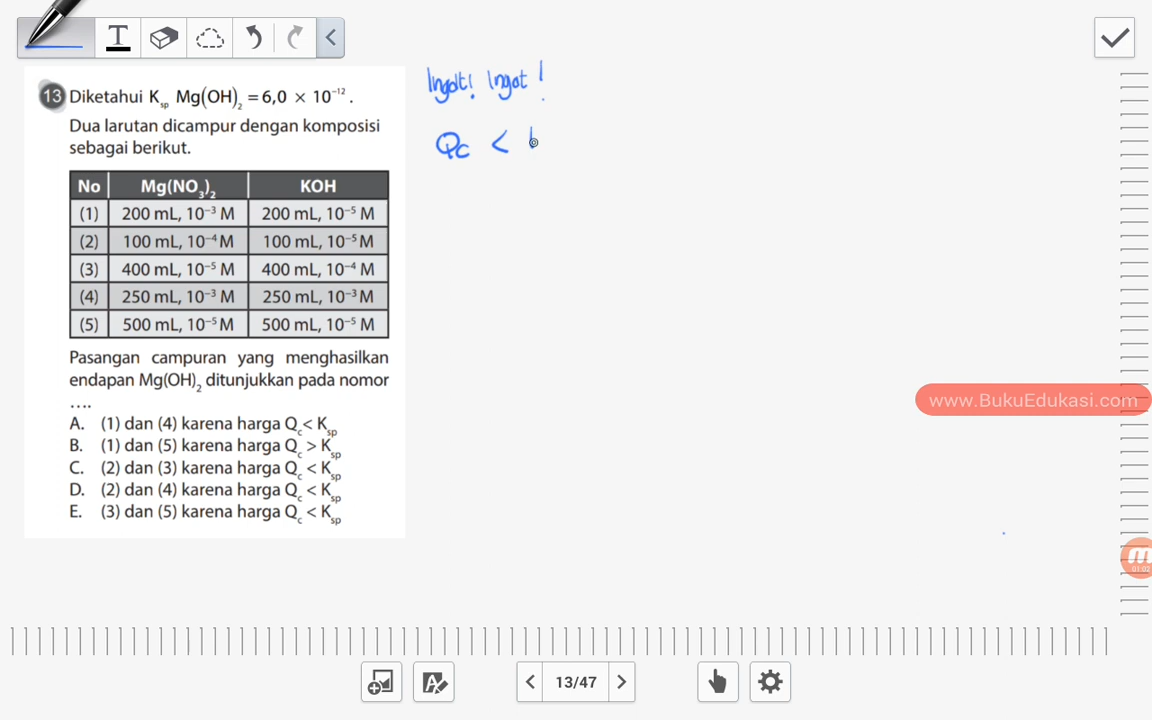 T
13 Diketahui Ksp Mg(OH)2 = 6,0 × 10⁻¹² .
Dua larutan dicampur dengan komposisi
sebagai berikut.
No Mg(NO3)2 KOH
(1) 200 mL, 10⁻³ M 200 mL, 10⁻⁵ M
(2) 100 mL, 10⁻⁴ M 100 mL, 10⁻⁵ M
(3) 400 mL, 10⁻⁵ M 400 mL, 10⁻⁴ M
(4) 250 mL, 10⁻³ M 250 mL, 10⁻³ M
(5) 500 mL, 10⁻⁵ M 500 mL, 10⁻⁵ M
Pasangan campuran yang menghasilkan
endapan Mg(OH)2 ditunjukkan pada nomor
....
A. (1) dan (4) karena harga Qc < Ksp
B. (1) dan (5) karena harga Qc > Ksp
C. (2) dan (3) karena harga Qc < Ksp
D. (2) dan (4) karena harga Qc < Ksp
E. (3) dan (5) karena harga Qc < Ksp
Ingat! Ingat !
Qc <
www.BukuEdukasi.com
01:02
13/47